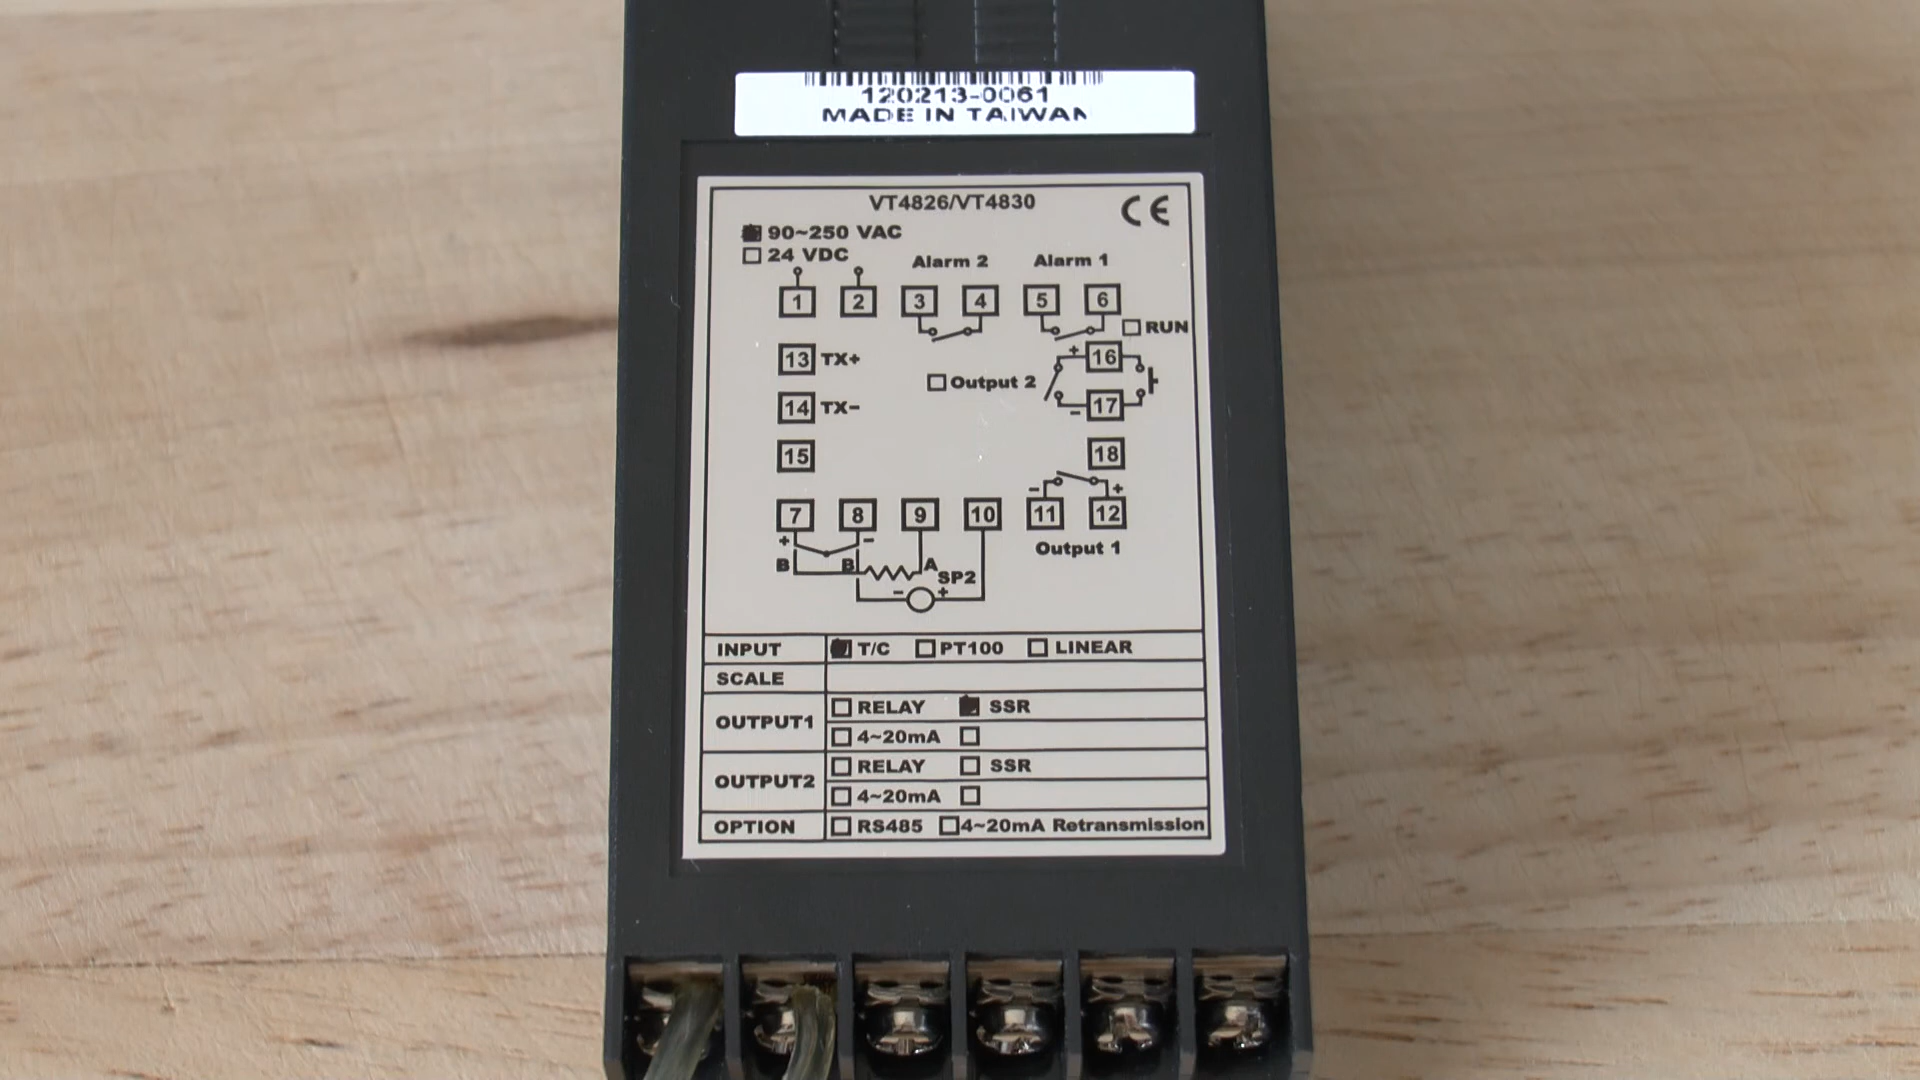 120213-0061
MADE IN TAIWAN
VT4826/VT4830
CE
90~250 VAC
24 VDC
Alarm 2 Alarm 1
1 2 3 4 5 6
RUN
13 TX+ + 16
Output 2
14 TX- - 17
15 18
- +
7 8 9 10 11 12
+ - Output 1
B B A
SP2
- +
INPUT T/C PT100 LINEAR
SCALE
OUTPUT1 RELAY SSR
4~20mA
OUTPUT2 RELAY SSR
4~20mA
OPTION RS485 4~20mA Retransmission